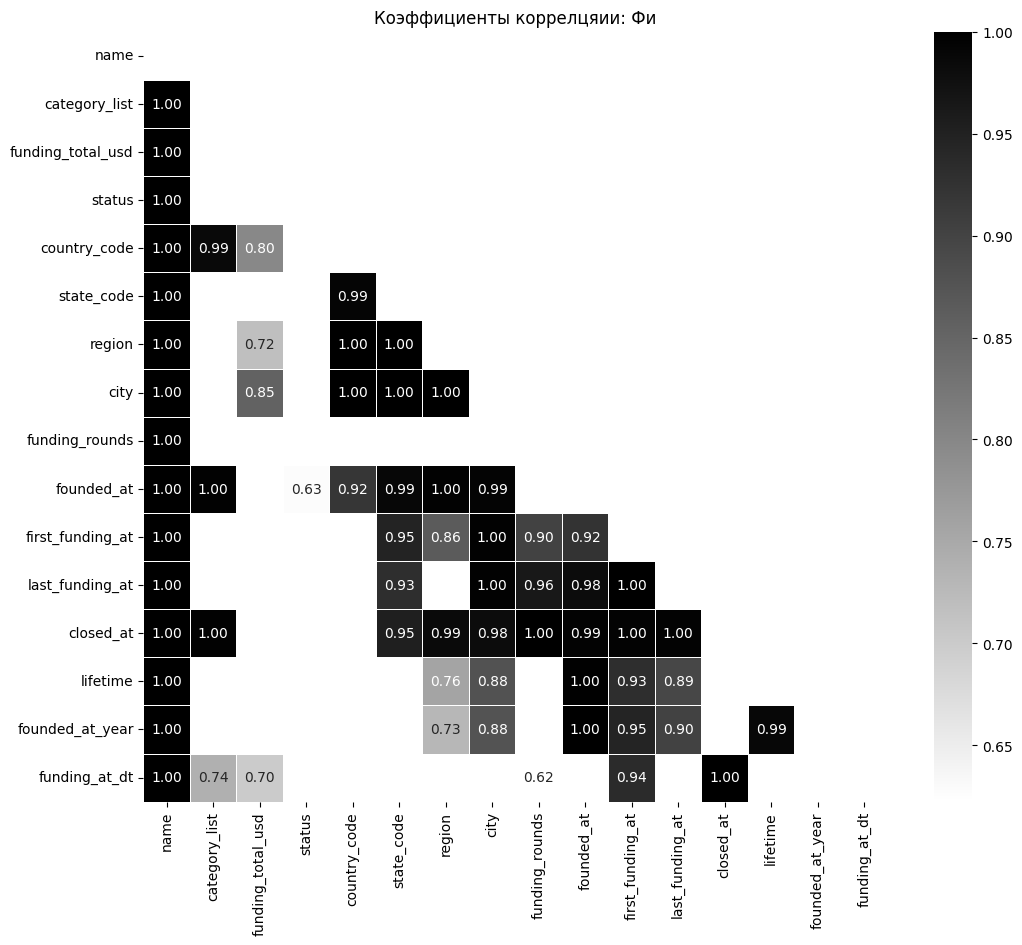 Коэффициенты коррелцяии: Фи
name
category_list 1.00
funding_total_usd 1.00
status 1.00
country_code 1.00 0.99 0.80
state_code 1.00 0.99
region 1.00 0.72 1.00 1.00
city 1.00 0.85 1.00 1.00 1.00
funding_rounds 1.00
founded_at 1.00 1.00 0.63 0.92 0.99 1.00 0.99
first_funding_at 1.00 0.95 0.86 1.00 0.90 0.92
last_funding_at 1.00 0.93 1.00 0.96 0.98 1.00
closed_at 1.00 1.00 0.95 0.99 0.98 1.00 0.99 1.00 1.00
lifetime 1.00 0.76 0.88 1.00 0.93 0.89
founded_at_year 1.00 0.73 0.88 1.00 0.95 0.90 0.99
funding_at_dt 1.00 0.74 0.70 0.62 0.94 1.00
name
category_list
funding_total_usd
status
country_code
state_code
region
city
funding_rounds
founded_at
first_funding_at
last_funding_at
closed_at
lifetime
founded_at_year
funding_at_dt
1.00
0.95
0.90
0.85
0.80
0.75
0.70
0.65